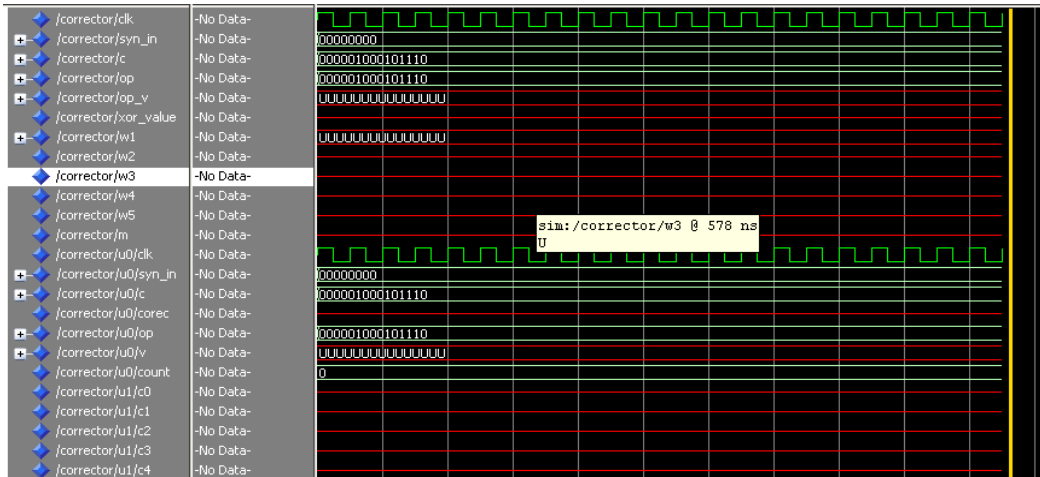 /corrector/clk -No Data-
/corrector/syn_in -No Data- 00000000
/corrector/c -No Data- 000001000101110
/corrector/op -No Data- 000001000101110
/corrector/op_v -No Data- UUUUUUUUUUUUUUU
/corrector/xor_value -No Data-
/corrector/w1 -No Data- UUUUUUUUUUUUUUU
/corrector/w2 -No Data-
/corrector/w3 -No Data-
/corrector/w4 -No Data-
/corrector/w5 -No Data-
sim:/corrector/w3 @ 578 ns
U
/corrector/m -No Data-
/corrector/u0/clk -No Data-
/corrector/u0/syn_in -No Data- 00000000
/corrector/u0/c -No Data- 000001000101110
/corrector/u0/corec -No Data-
/corrector/u0/op -No Data- 000001000101110
/corrector/u0/v -No Data- UUUUUUUUUUUUUUU
/corrector/u0/count -No Data- 0
/corrector/u1/c0 -No Data-
/corrector/u1/c1 -No Data-
/corrector/u1/c2 -No Data-
/corrector/u1/c3 -No Data-
/corrector/u1/c4 -No Data-